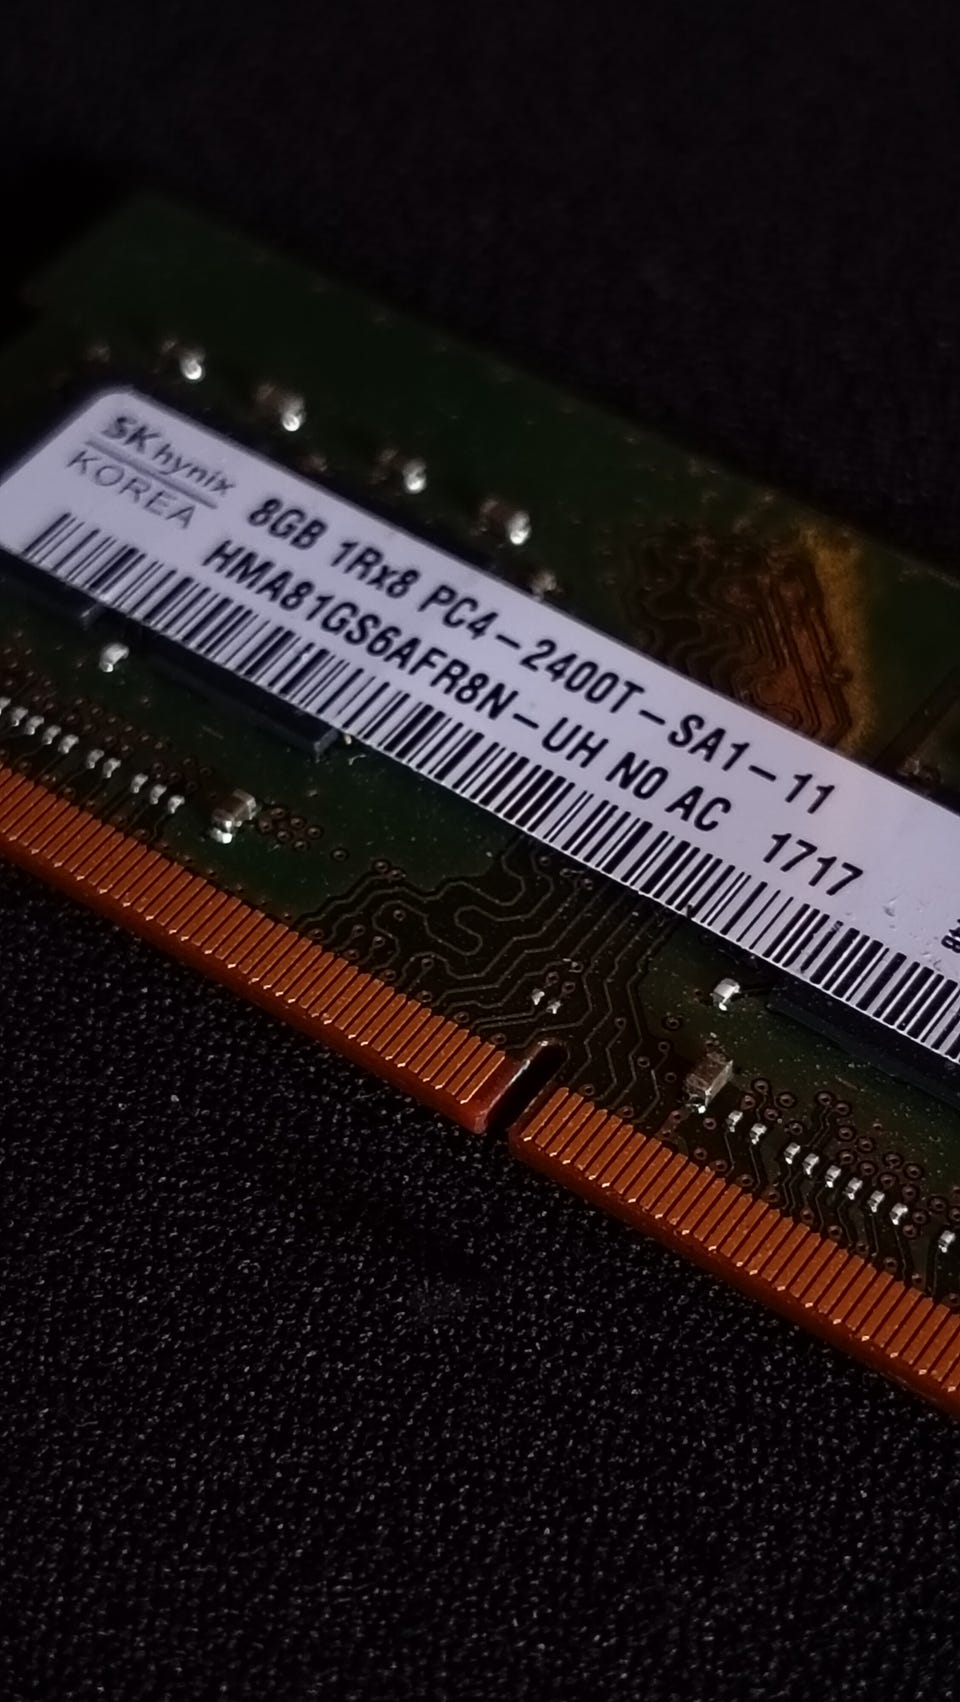 SK hynix
KOREA
8GB 1Rx8 PC4-2400T-SA1-11
HMA81GS6AFR8N-UH N0 AC 1717